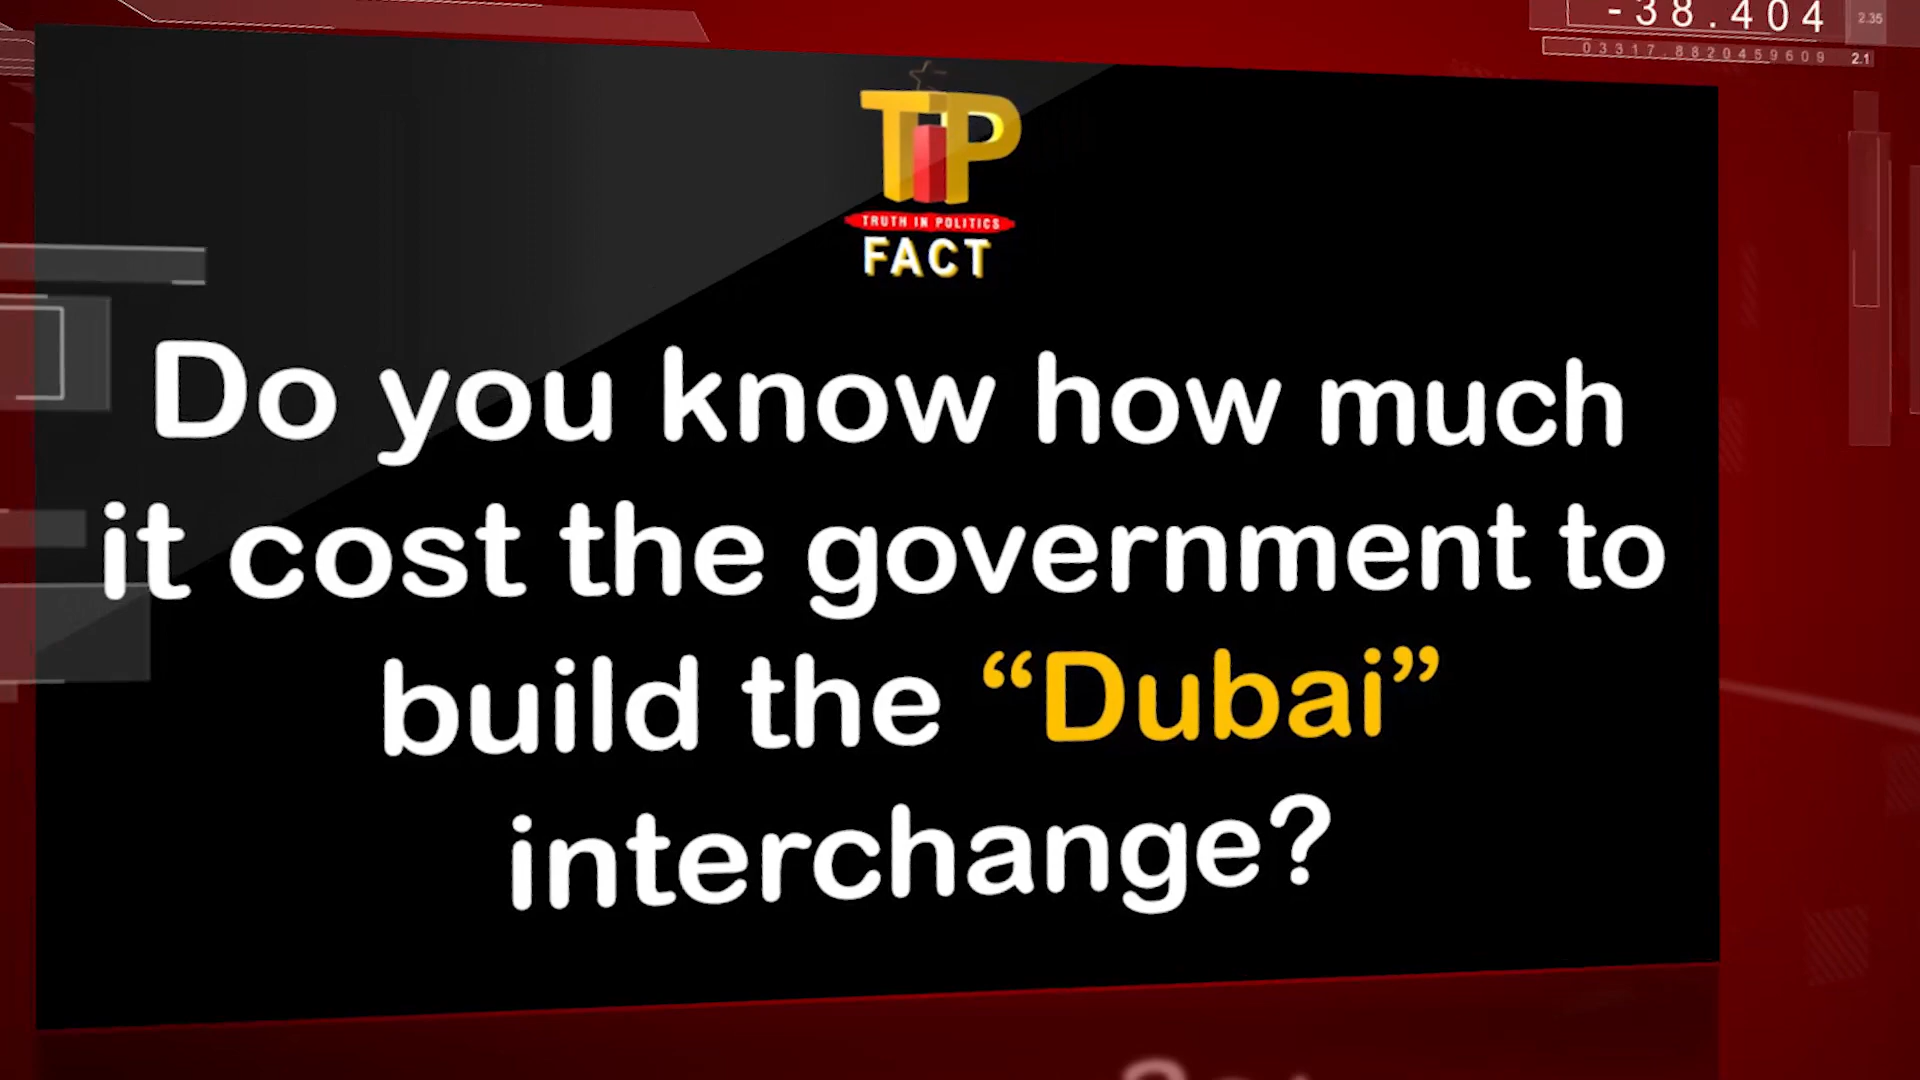 -38.404
2.35
03317.8820459609
2.1
TiP
TRUTH IN POLITICS
FACT
Do you know how much
it cost the government to
build the “Dubai”
interchange?